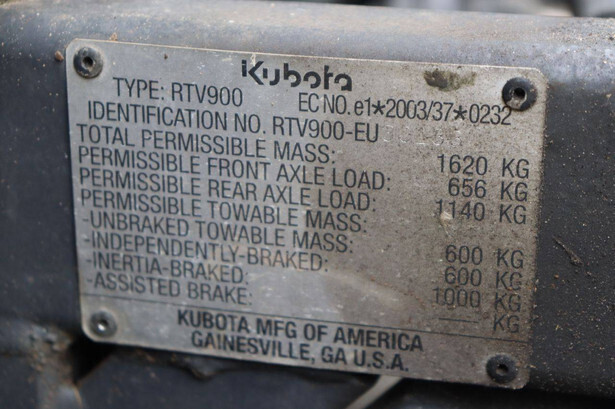 Kubota
TYPE: RTV900 EC NO. e1*2003/37*0232
IDENTIFICATION NO. RTV900-EU
TOTAL PERMISSIBLE MASS: 1620 KG
PERMISSIBLE FRONT AXLE LOAD: 656 KG
PERMISSIBLE REAR AXLE LOAD: 1140 KG
PERMISSIBLE TOWABLE MASS:
-UNBRAKED TOWABLE MASS: 600 KG
-INDEPENDENTLY-BRAKED: 600 KG
-INERTIA-BRAKED: 1000 KG
-ASSISTED BRAKE: —— KG
KUBOTA MFG OF AMERICA
GAINESVILLE, GA U.S.A.